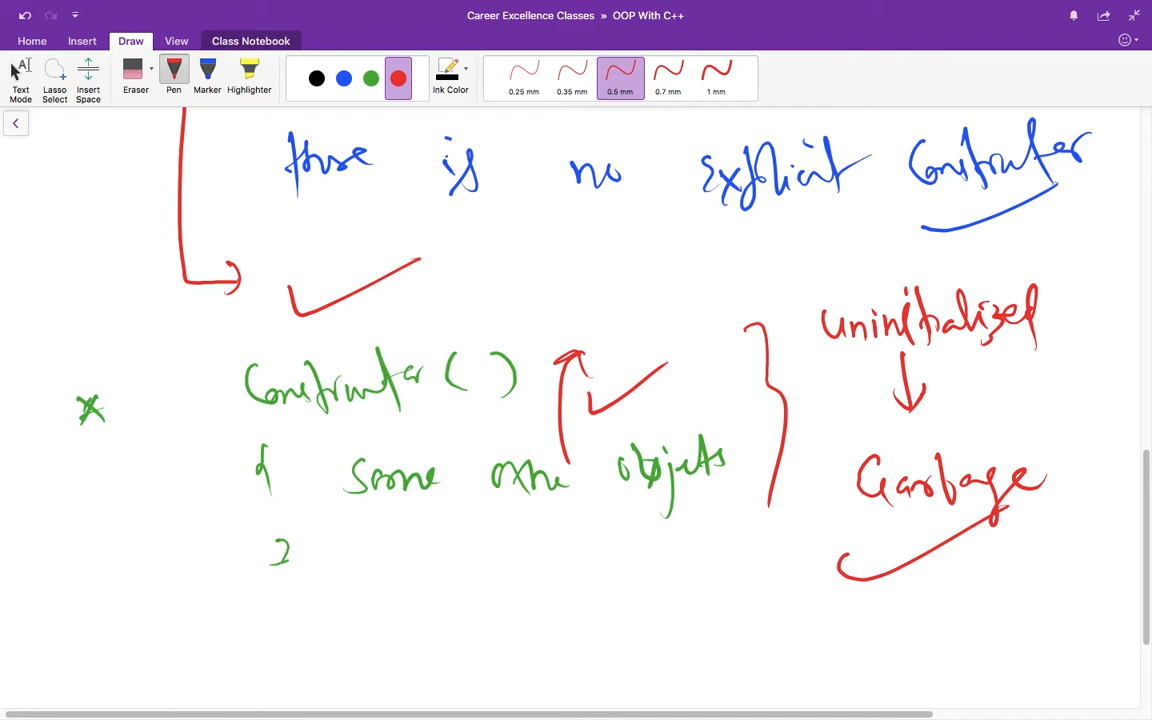 Career Excellence Classes » OOP With C++
Home Insert Draw View Class Notebook
Text Mode Lasso Select Insert Space Eraser Pen Marker Highlighter Ink Color 0.25 mm 0.35 mm 0.5 mm 0.7 mm 1 mm
there is no explicit Constructer
uninitialized
Constructer ( )
{ some other objects
Garbage
}